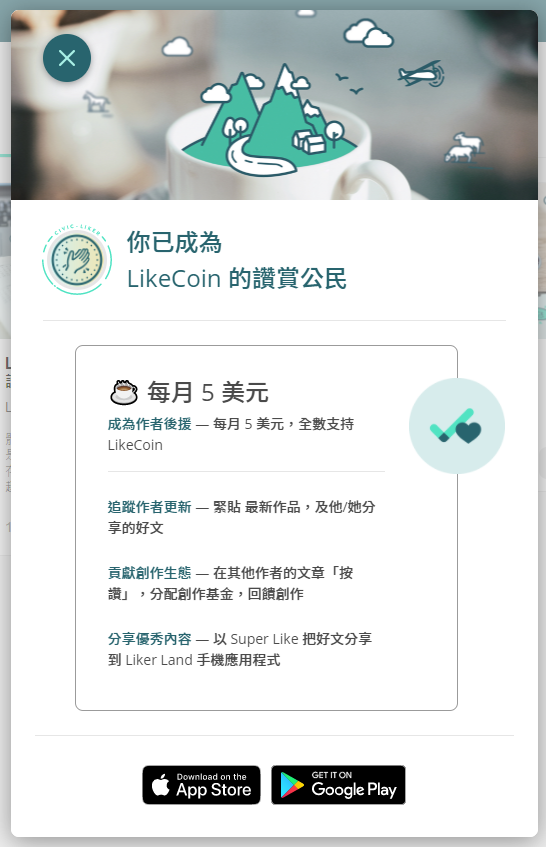 CIVIC LIKER
你已成為
LikeCoin 的讚賞公民
每月 5 美元
成為作者後援 — 每月 5 美元，全數支持
LikeCoin
追蹤作者更新 — 緊貼 最新作品，及他/她分
享的好文
貢獻創作生態 — 在其他作者的文章「按
讚」，分配創作基金，回饋創作
分享優秀內容 — 以 Super Like 把好文分享
到 Liker Land 手機應用程式
Download on the
App Store
GET IT ON
Google Play